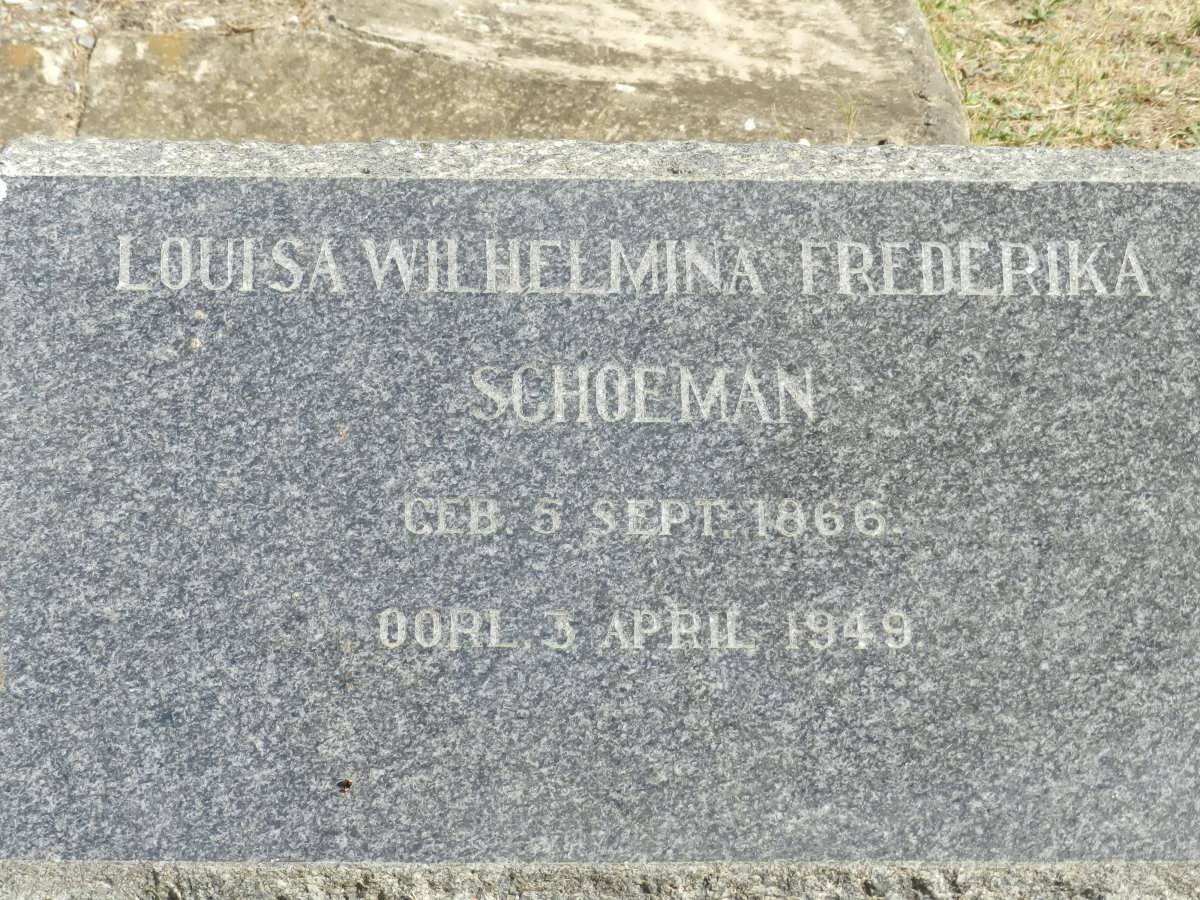 LOUISA WILHELMINA FREDERIKA
SCHOEMAN
GEB. 5 SEPT. 1866.
OORL. 3 APRIL 1949.